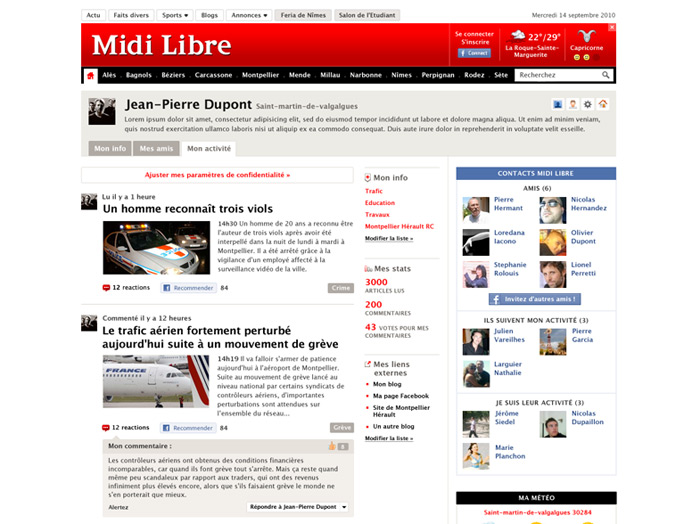 Actu Faits divers Sports Blogs Annonces Feria de Nîmes Salon de l'Etudiant
Mercredi 14 septembre 2010
Midi Libre
Se connecter
S'inscrire
Connect
22°/29°
La Roque-Sainte-
Marguerite
Capricorne
Alès . Bagnols . Béziers . Carcassonne . Montpellier . Mende . Millau . Narbonne . Nîmes . Perpignan . Rodez . Sète
Recherchez
Jean-Pierre Dupont Saint-martin-de-valgalgues
Lorem ipsum dolor sit amet, consectetur adipisicing elit, sed do eiusmod tempor incididunt ut labore et dolore magna aliqua. Ut enim ad minim veniam,
quis nostrud exercitation ullamco laboris nisi ut aliquip ex ea commodo consequat. Duis aute irure dolor in reprehenderit in voluptate velit esseille.
Mon info Mes amis Mon activité
Ajuster mes paramètres de confidentialité »
Lu il y a 1 heure
Un homme reconnaît trois viols
14h30 Un homme de 20 ans a reconnu être
l'auteur de trois viols après avoir été
interpellé dans la nuit de lundi à mardi à
Montpellier. Il a été arrêté grâce à la
vigilance d'un employé affecté à la
surveillance vidéo de la ville.
12 reactions Recommender 84 Crime
Commenté il y a 12 heures
Le trafic aérien fortement perturbé
aujourd'hui suite à un mouvement de grève
14h19 Il va falloir s'armer de patience
aujourd'hui à l'aéroport de Montpellier.
Suite au mouvement de grève lancé au
niveau national par certains syndicats de
contrôleurs aériens, d'importantes
perturbations sont attendues sur
l'ensemble du réseau...
FRANCE
12 réactions Recommender 84 Grève
Mon commentaire : 8
Les contrôleurs aériens ont obtenus des conditions financières
incomparables, car quand ils font grève tout s'arrête. Mais ça reste quand
même peu scandaleux par rapport aux traders, qui ont des revenus
infiniment plus élevés encore, alors que s'ils faisaient grève le monde ne
s'en porterait que mieux.
Alertez
Répondre à Jean-Pierre Dupont
Mon info
Trafic
Education
Travaux
Montpellier Hérault RC
Modifier la liste »
Mes stats
3000
ARTICLES LUS
200
COMMENTAIRES
43 VOTES POUR MES
COMMENTAIRES
Mes liens
externes
Mon blog
Ma page Facebook
Site de Montpellier
Hérault
Un autre blog
Modifier la liste »
CONTACTS MIDI LIBRE
AMIS (6)
Pierre
Hermant
Nicolas
Hernandez
Loredana
Iacono
Olivier
Dupont
Stephanie
Rolouis
Lionel
Perretti
Invitez d'autres amis !
ILS SUIVENT MON ACTIVITÉ (3)
Julien
Vareilhes
Pierre
Garcia
Larguier
Nathalie
JE SUIS LEUR ACTIVITÉ (3)
Jérôme
Siedel
Nicolas
Dupaillon
Marie
Planchon
MA MÉTÉO
Saint-martin-de-valgalgues 30284